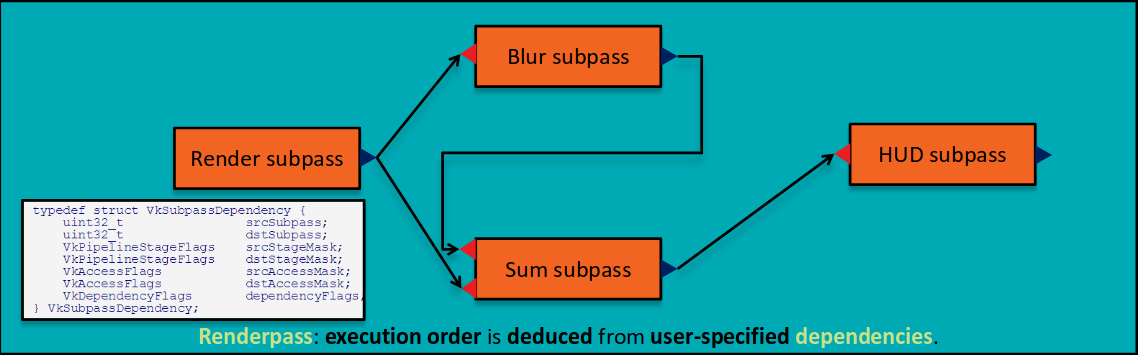 Blur subpass
Render subpass
HUD subpass
typedef struct VkSubpassDependency {
    uint32_t                srcSubpass;
    uint32_t                dstSubpass;
    VkPipelineStageFlags    srcStageMask;
    VkPipelineStageFlags    dstStageMask;
    VkAccessFlags           srcAccessMask;
    VkAccessFlags           dstAccessMask;
    VkDependencyFlags       dependencyFlags;
} VkSubpassDependency;
Sum subpass
Renderpass: execution order is deduced from user-specified dependencies.